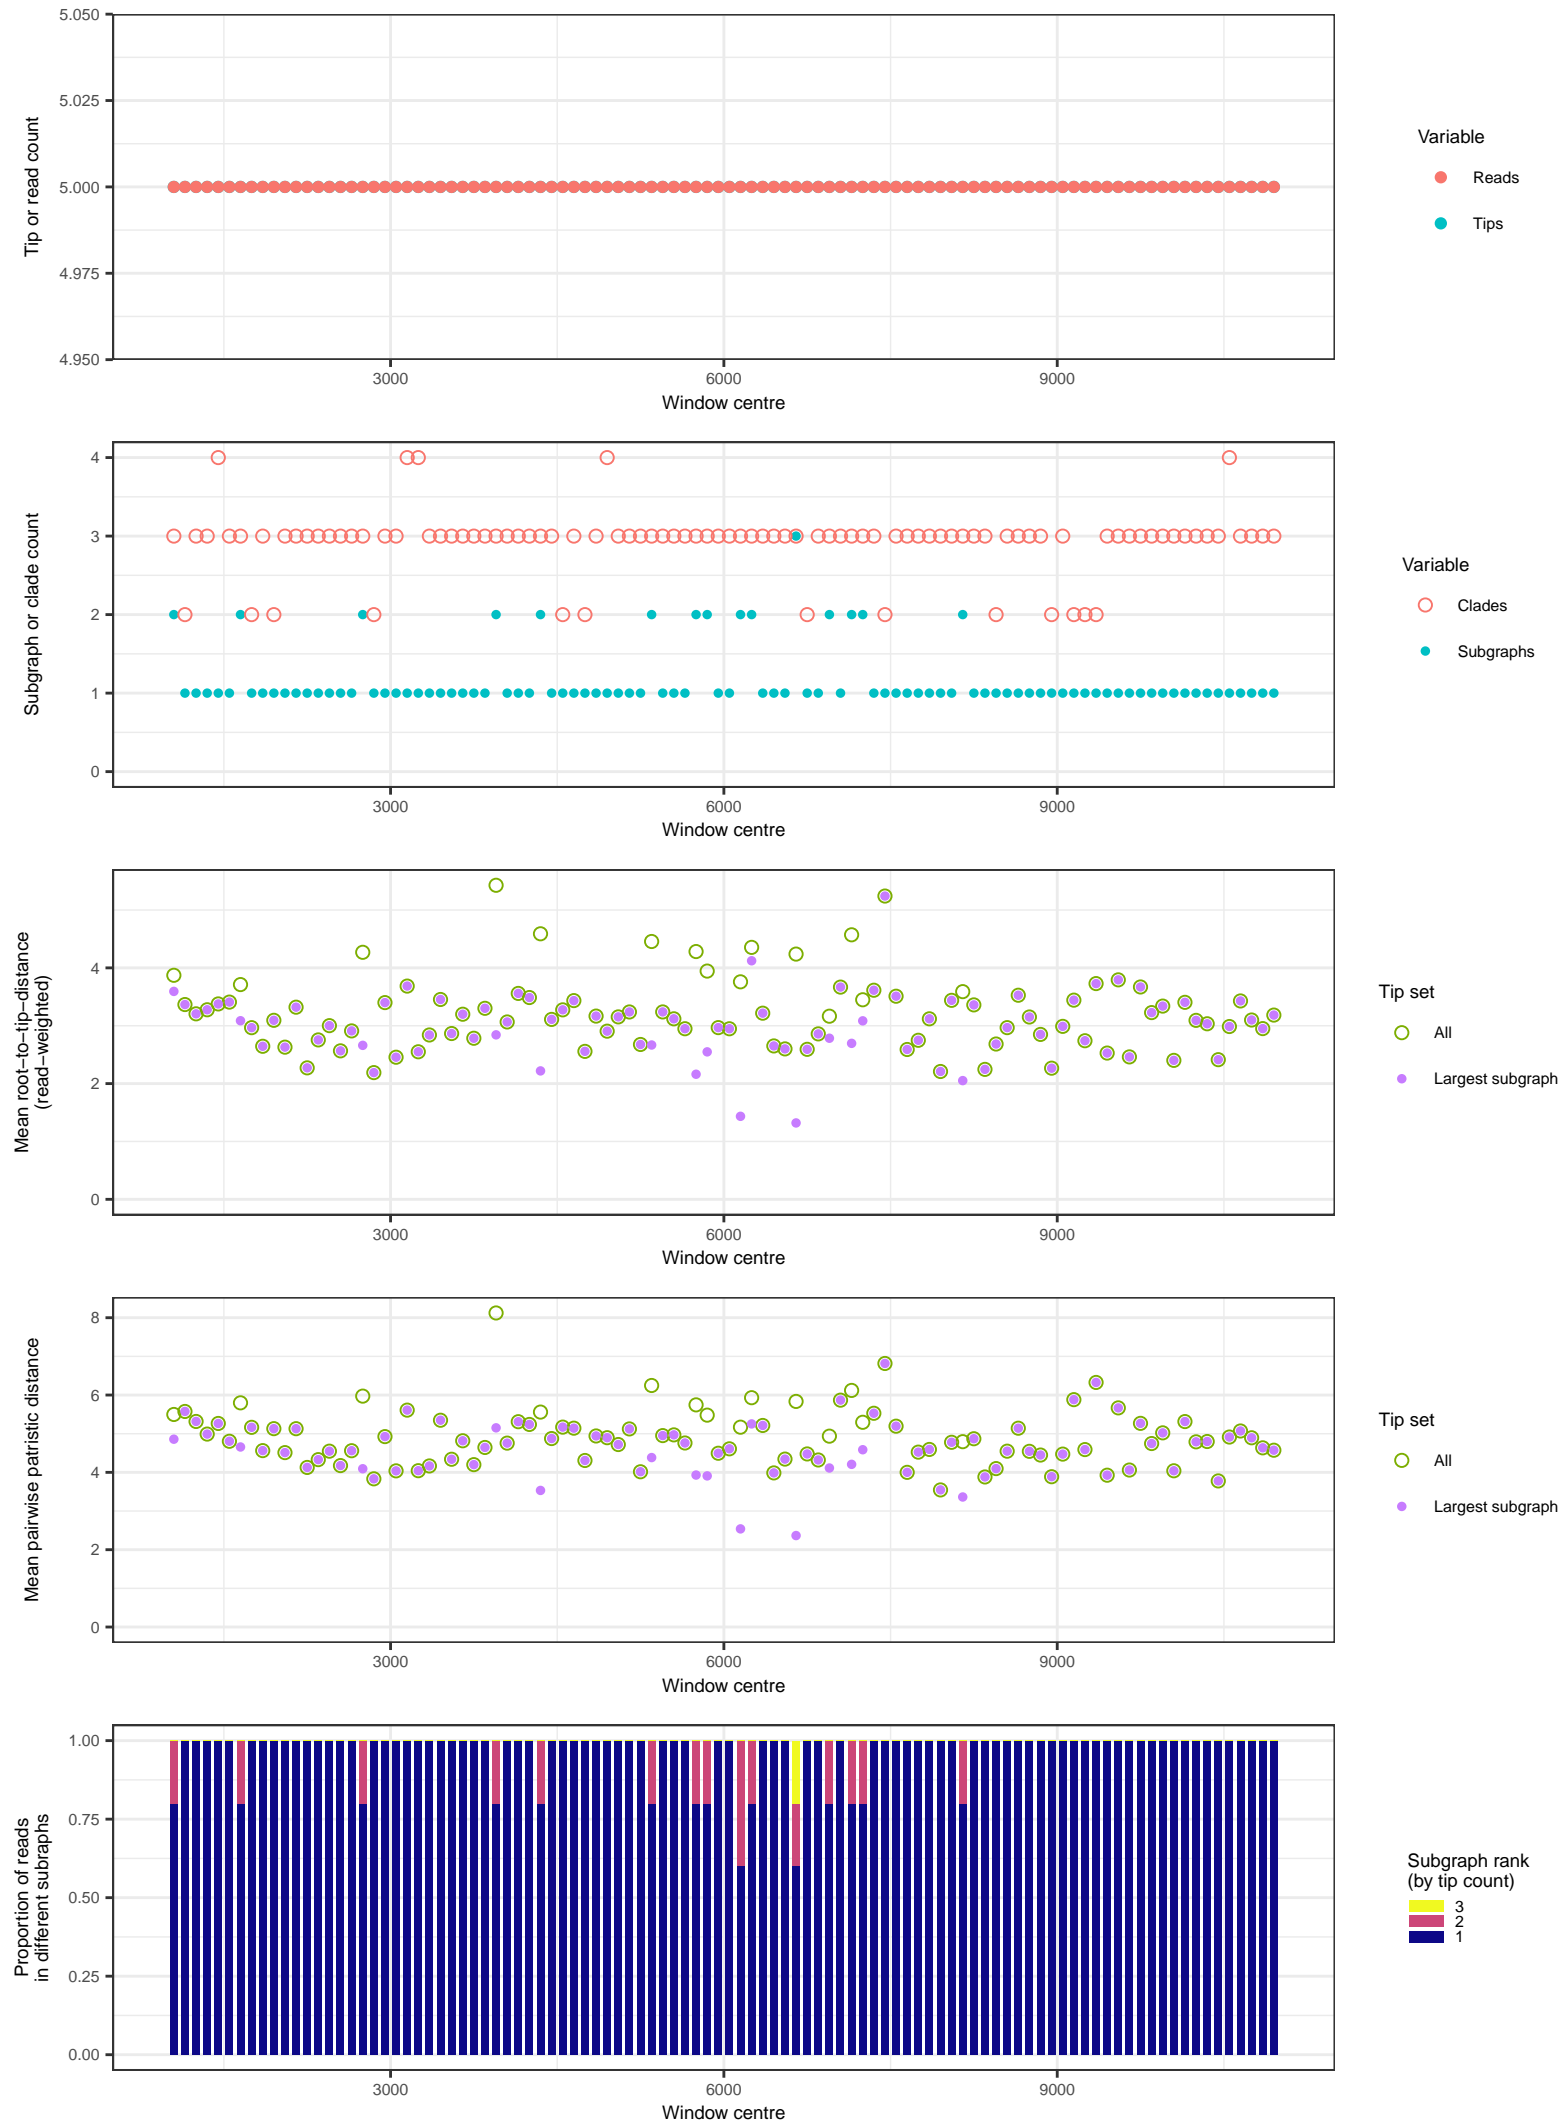 5.050
5.025
5.000
4.975
4.950
Tip or read count
3000
6000
9000
Window centre
Variable
Reads
Tips
4
3
2
1
0
Subgraph or clade count
3000
6000
9000
Window centre
Variable
Clades
Subgraphs
4
2
0
Mean root−to−tip−distance
(read−weighted)
3000
6000
9000
Window centre
Tip set
All
Largest subgraph
8
6
4
2
0
Mean pairwise patristic distance
3000
6000
9000
Window centre
Tip set
All
Largest subgraph
1.00
0.75
0.50
0.25
0.00
Proportion of reads
in different subraphs
3000
6000
9000
Window centre
Subgraph rank
(by tip count)
3
2
1